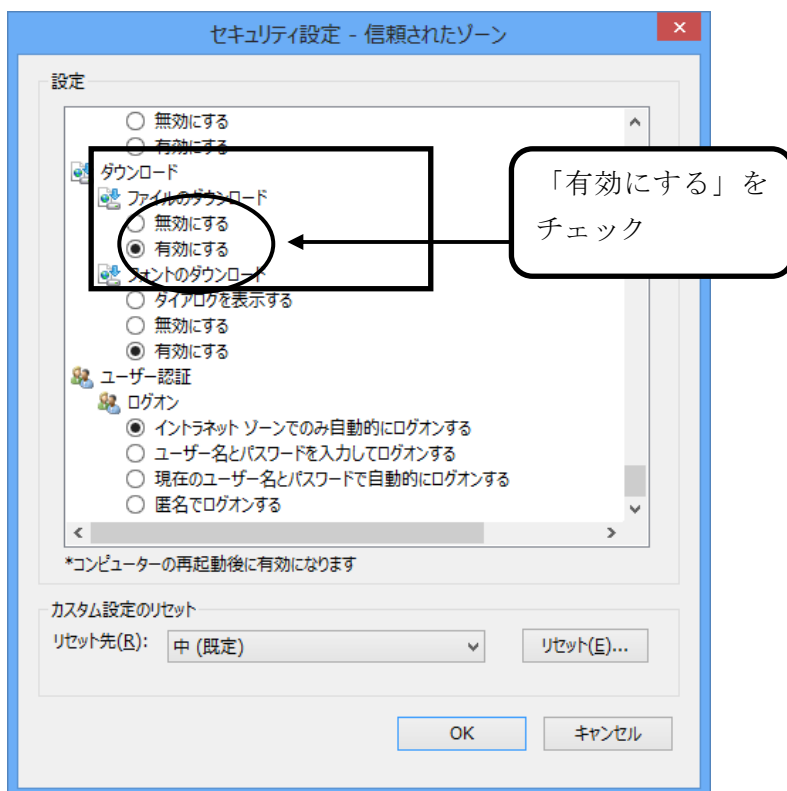 セキュリティ設定 - 信頼されたゾーン
設定
無効にする
有効にする
ダウンロード
ファイルのダウンロード
無効にする
有効にする
フォントのダウンロード
ダイアログを表示する
無効にする
有効にする
ユーザー認証
ログオン
イントラネット ゾーンでのみ自動的にログオンする
ユーザー名とパスワードを入力してログオンする
現在のユーザー名とパスワードで自動的にログオンする
匿名でログオンする
*コンピューターの再起動後に有効になります
カスタム設定のリセット
リセット先(R):
中 (既定)
リセット(E)...
OK
キャンセル
「有効にする」を
チェック